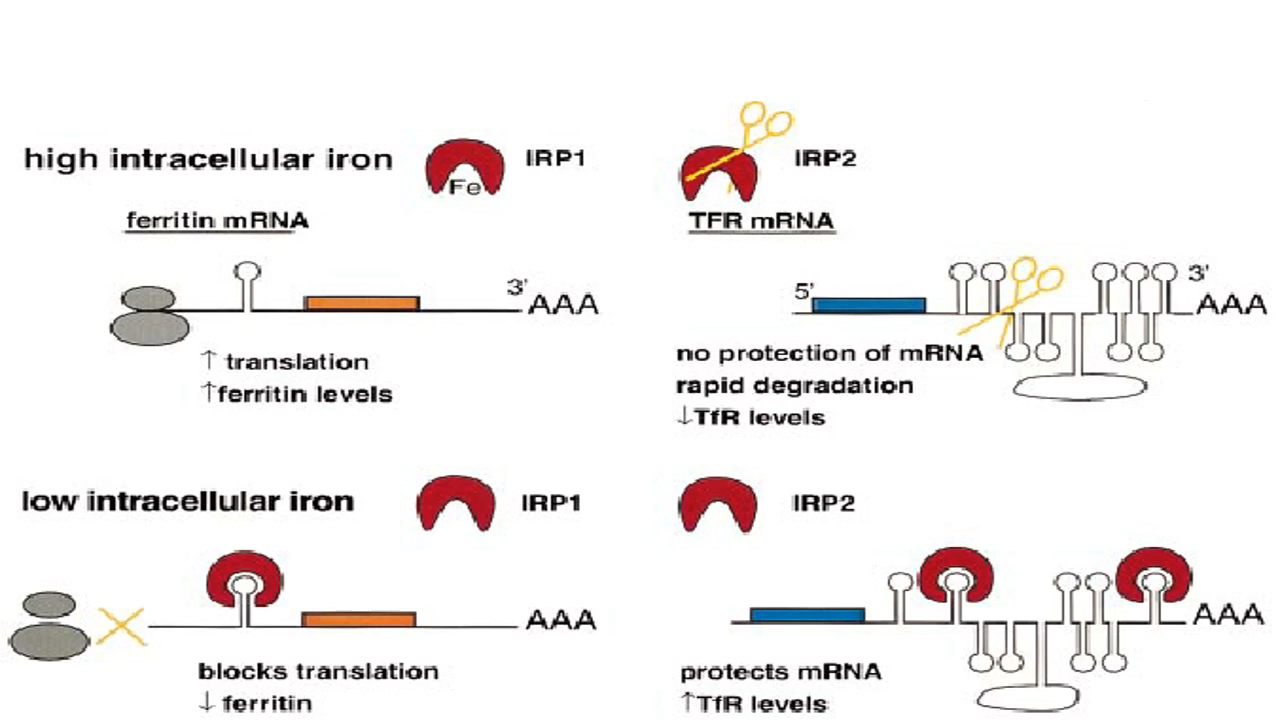 high intracellular iron
Fe
IRP1
IRP2
ferritin mRNA
TFR mRNA
3'
AAA
↑ translation
↑ferritin levels
5'
3'
AAA
no protection of mRNA
rapid degradation
↓TfR levels
low intracellular iron
IRP1
IRP2
AAA
blocks translation
↓ ferritin
AAA
protects mRNA
↑TfR levels